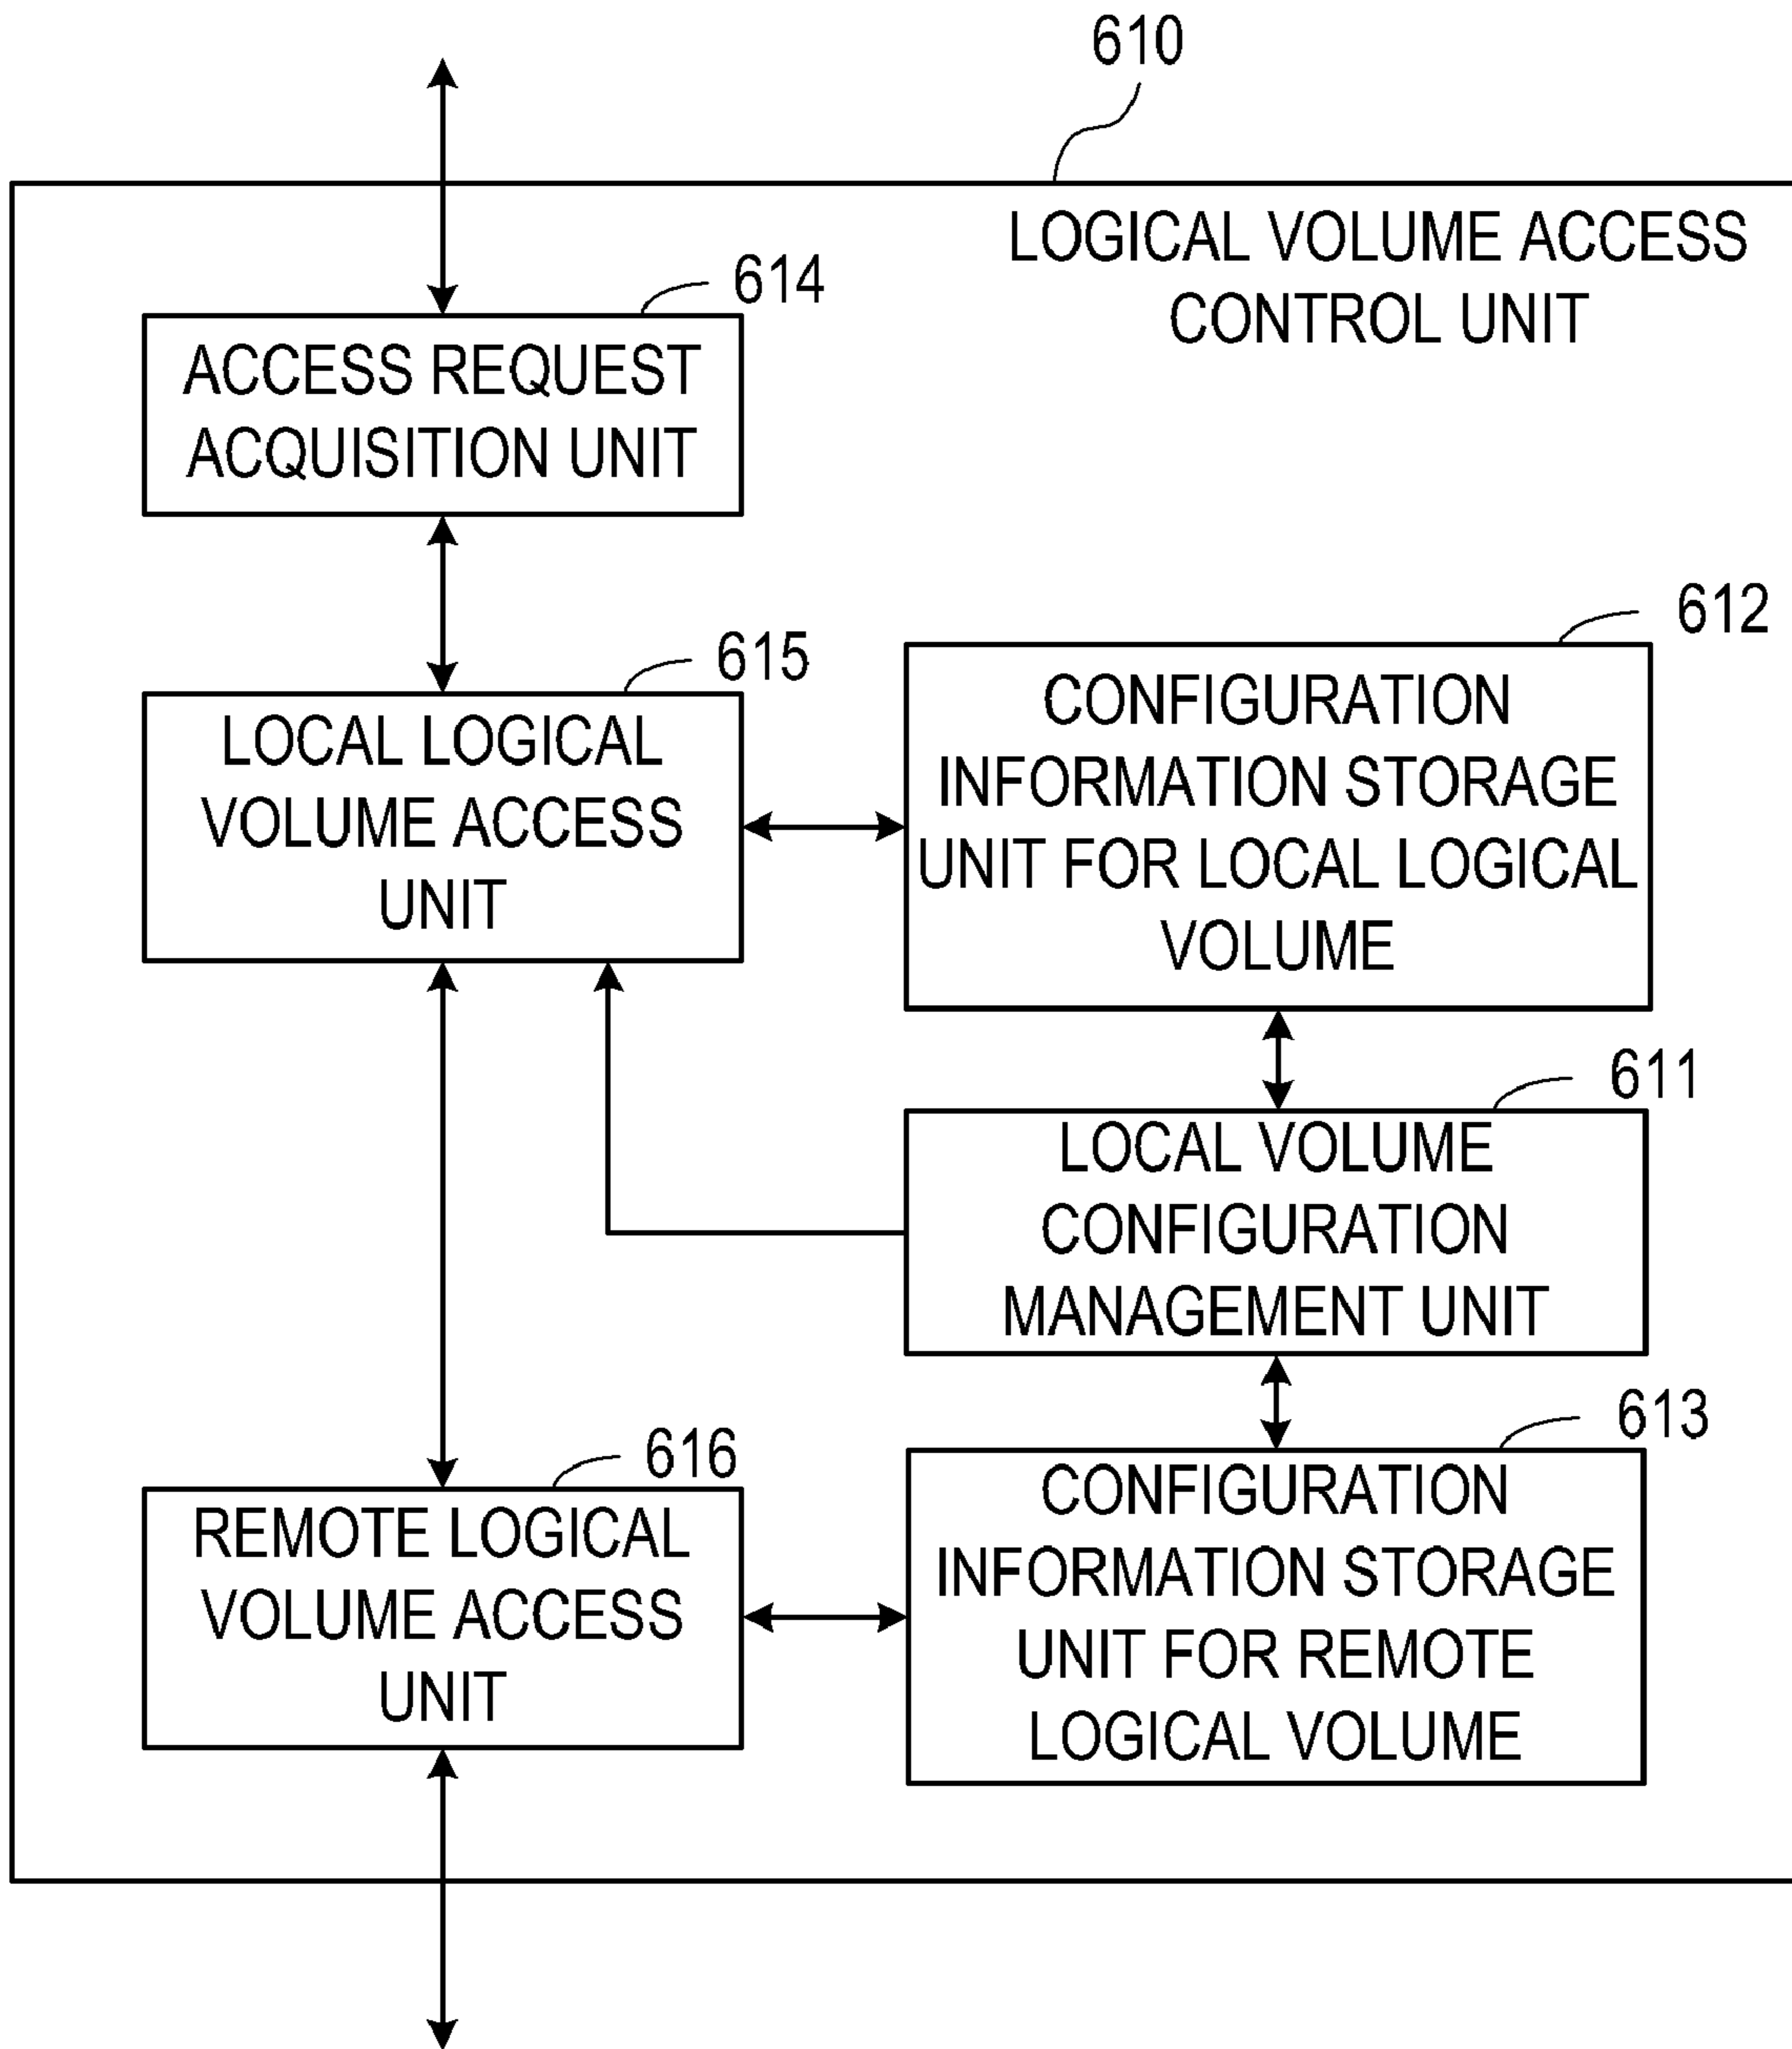 610
LOGICAL VOLUME ACCESS
CONTROL UNIT
614
ACCESS REQUEST
ACQUISITION UNIT
615
LOCAL LOGICAL
VOLUME ACCESS
UNIT
612
CONFIGURATION
INFORMATION STORAGE
UNIT FOR LOCAL LOGICAL
VOLUME
611
LOCAL VOLUME
CONFIGURATION
MANAGEMENT UNIT
616
REMOTE LOGICAL
VOLUME ACCESS
UNIT
613
CONFIGURATION
INFORMATION STORAGE
UNIT FOR REMOTE
LOGICAL VOLUME